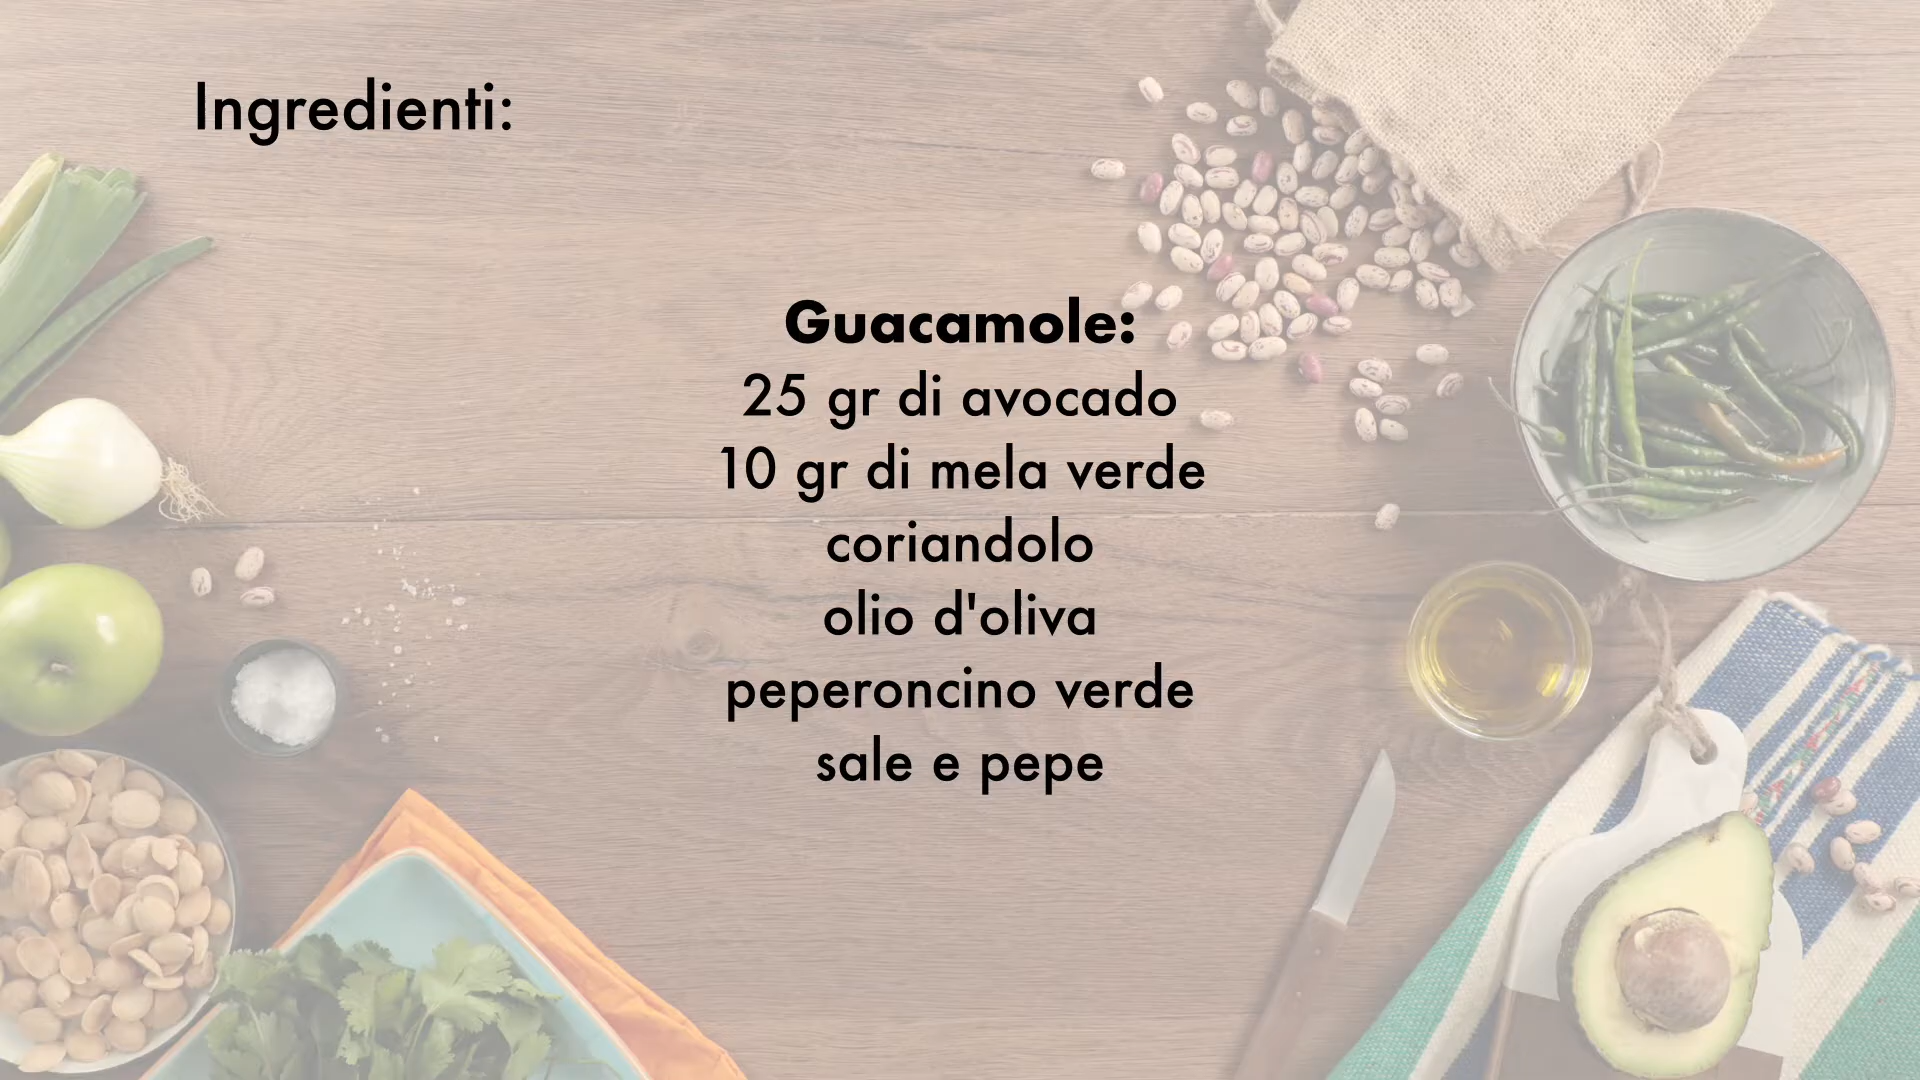 Ingredienti:
Guacamole:
25 gr di avocado
10 gr di mela verde
coriandolo
olio d'oliva
peperoncino verde
sale e pepe